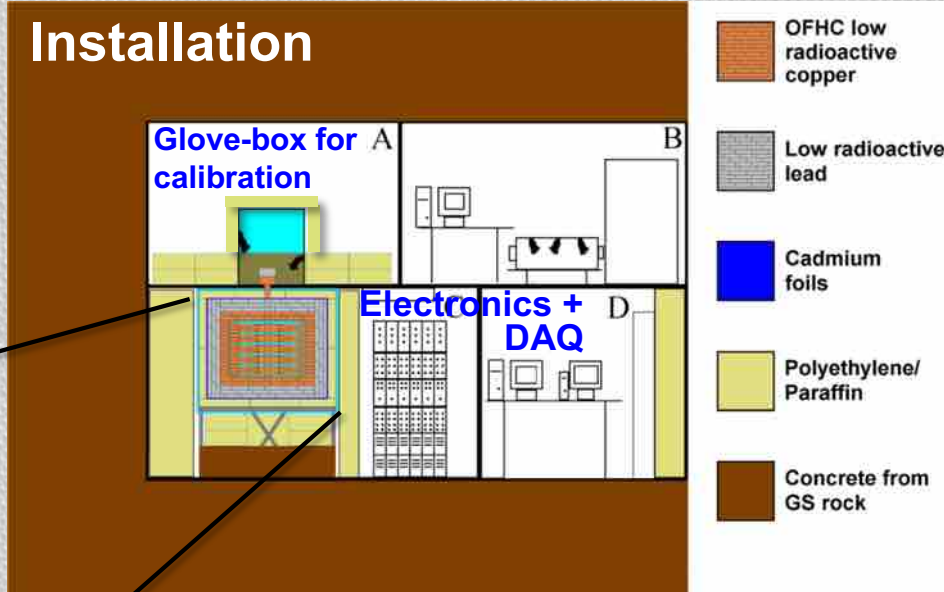 Installation
Glove-box for
calibration
A
B
Electronics +
DAQ
C
D
OFHC low
radioactive
copper
Low radioactive
lead
Cadmium
foils
Polyethylene/
Paraffin
Concrete from
GS rock